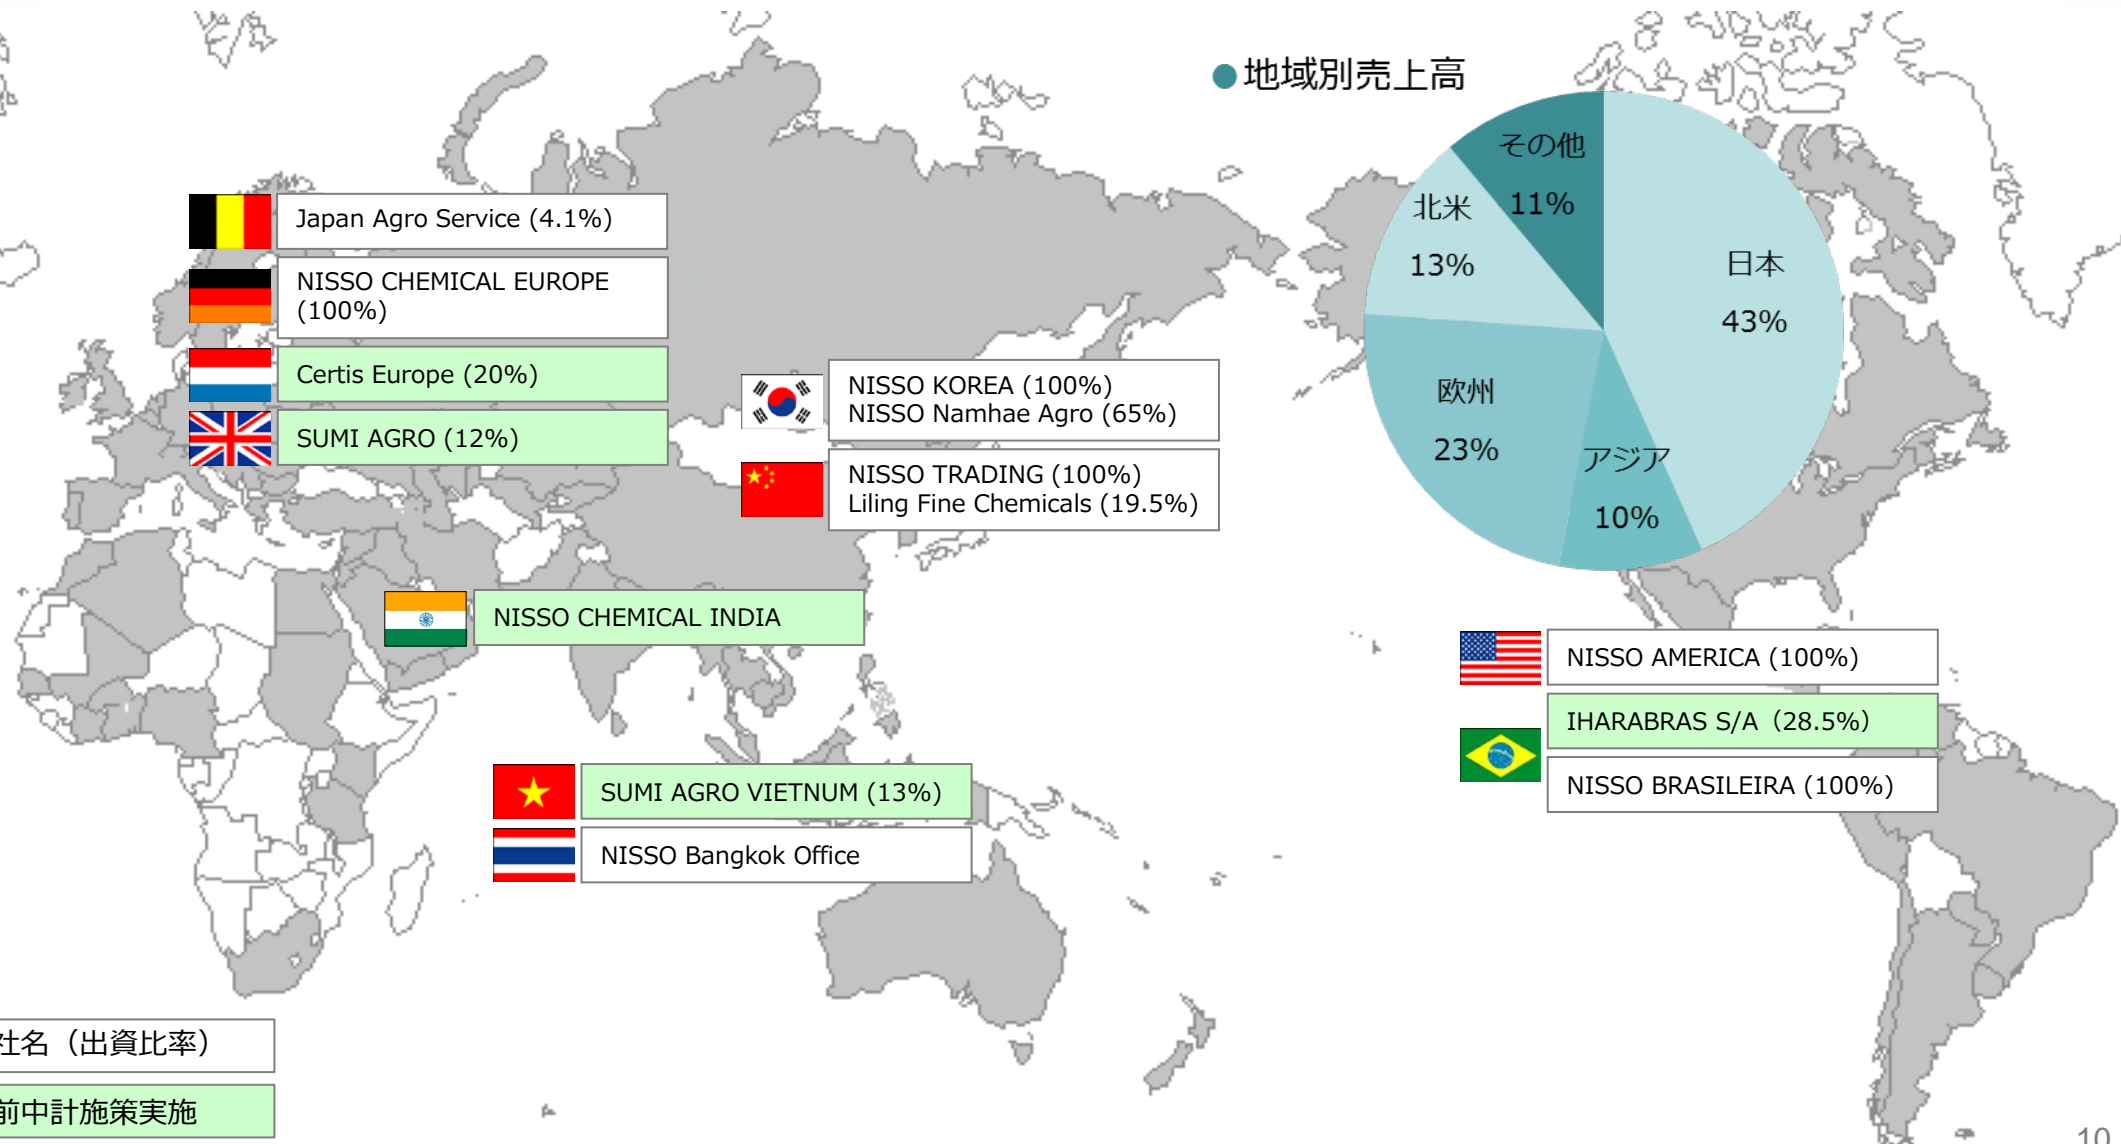 ●地域別売上高
その他
11%
北米
13%
日本
43%
欧州
23%
アジア
10%
Japan Agro Service (4.1%)
NISSO CHEMICAL EUROPE
(100%)
Certis Europe (20%)
SUMI AGRO (12%)
NISSO KOREA (100%)
NISSO Namhae Agro (65%)
NISSO TRADING (100%)
Liling Fine Chemicals (19.5%)
NISSO CHEMICAL INDIA
SUMI AGRO VIETNUM (13%)
NISSO Bangkok Office
NISSO AMERICA (100%)
IHARABRAS S/A（28.5%）
NISSO BRASILEIRA (100%)
社名（出資比率）
前中計施策実施
10